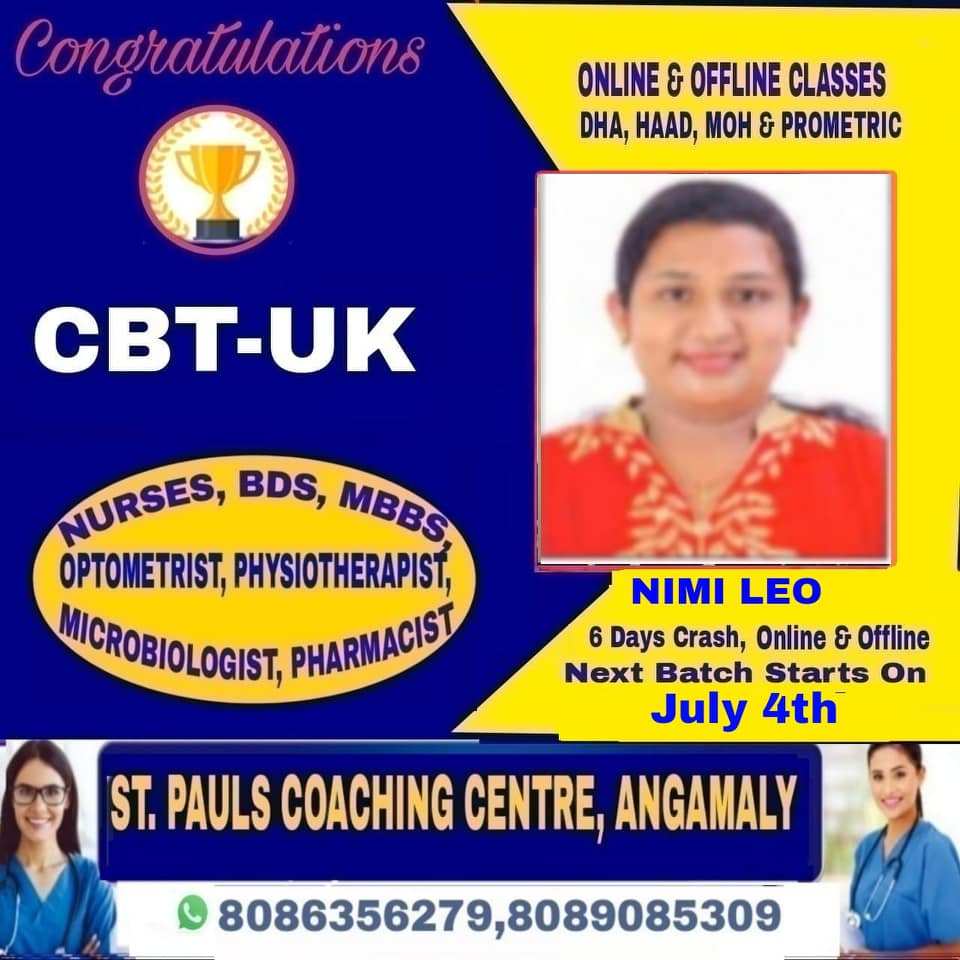 Congratulations
ONLINE & OFFLINE CLASSES
DHA, HAAD, MOH & PROMETRIC
CBT-UK
NURSES, BDS, MBBS,
OPTOMETRIST, PHYSIOTHERAPIST,
MICROBIOLOGIST, PHARMACIST
NIMI LEO
6 Days Crash, Online & Offline
Next Batch Starts On
July 4th
ST. PAULS COACHING CENTRE, ANGAMALY
8086356279,8089085309